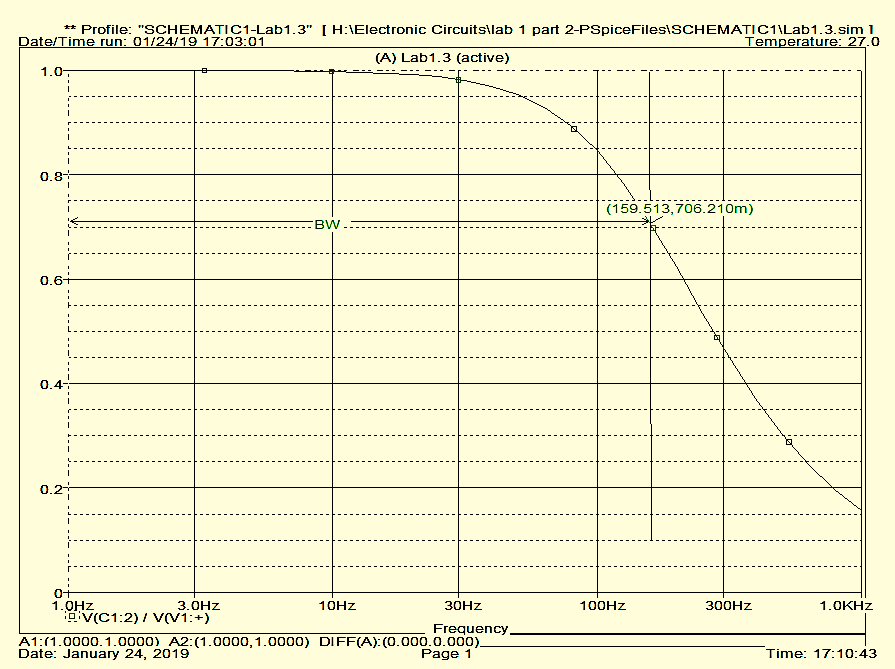 ** Profile: "SCHEMATIC1-Lab1.3" [ H:\Electronic Circuits\lab 1 part 2-PSpiceFiles\SCHEMATIC1\Lab1.3.sim ]
Date/Time run: 01/24/19 17:03:01 Temperature: 27.0
(A) Lab1.3 (active)
1.0
0.8
(159.513,706.210m)
BW
0.6
0.4
0.2
0
1.0Hz 3.0Hz 10Hz 30Hz 100Hz 300Hz 1.0KHz
V(C1:2) / V(V1:+)
Frequency
A1:(1.0000,1.0000) A2:(1.0000,1.0000) DIFF(A):(0.000,0.000)
Date: January 24, 2019 Page 1 Time: 17:10:43